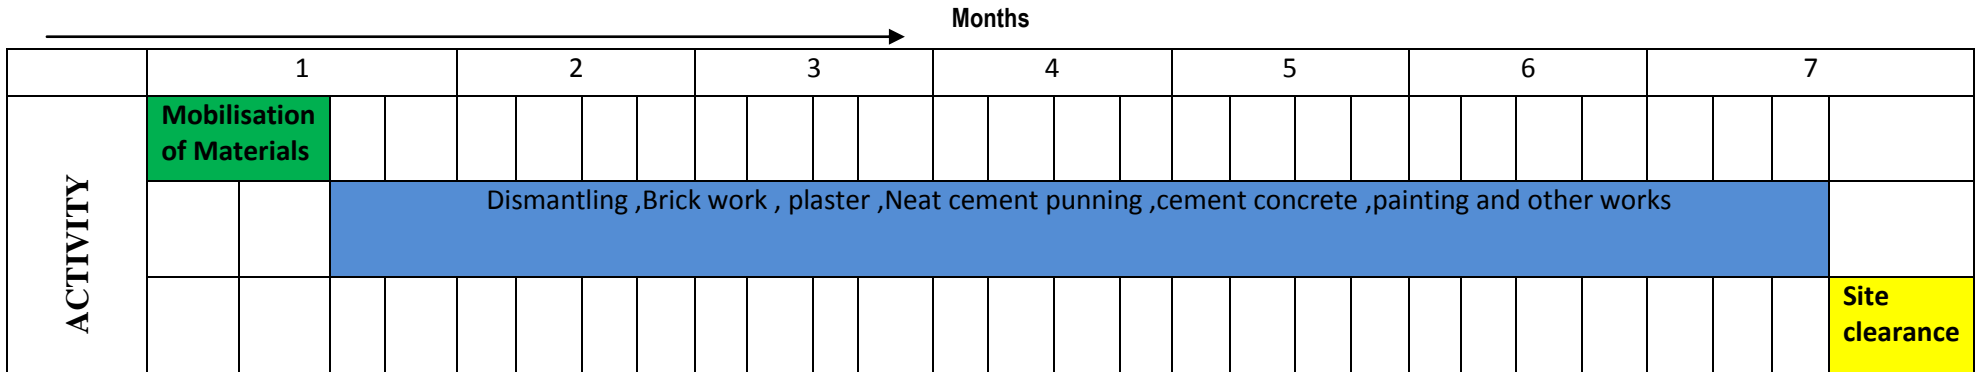 Months
1 2 3 4 5 6 7
Mobilisation
of Materials
ACTIVITY
Dismantling ,Brick work , plaster ,Neat cement punning ,cement concrete ,painting and other works
Site
clearance